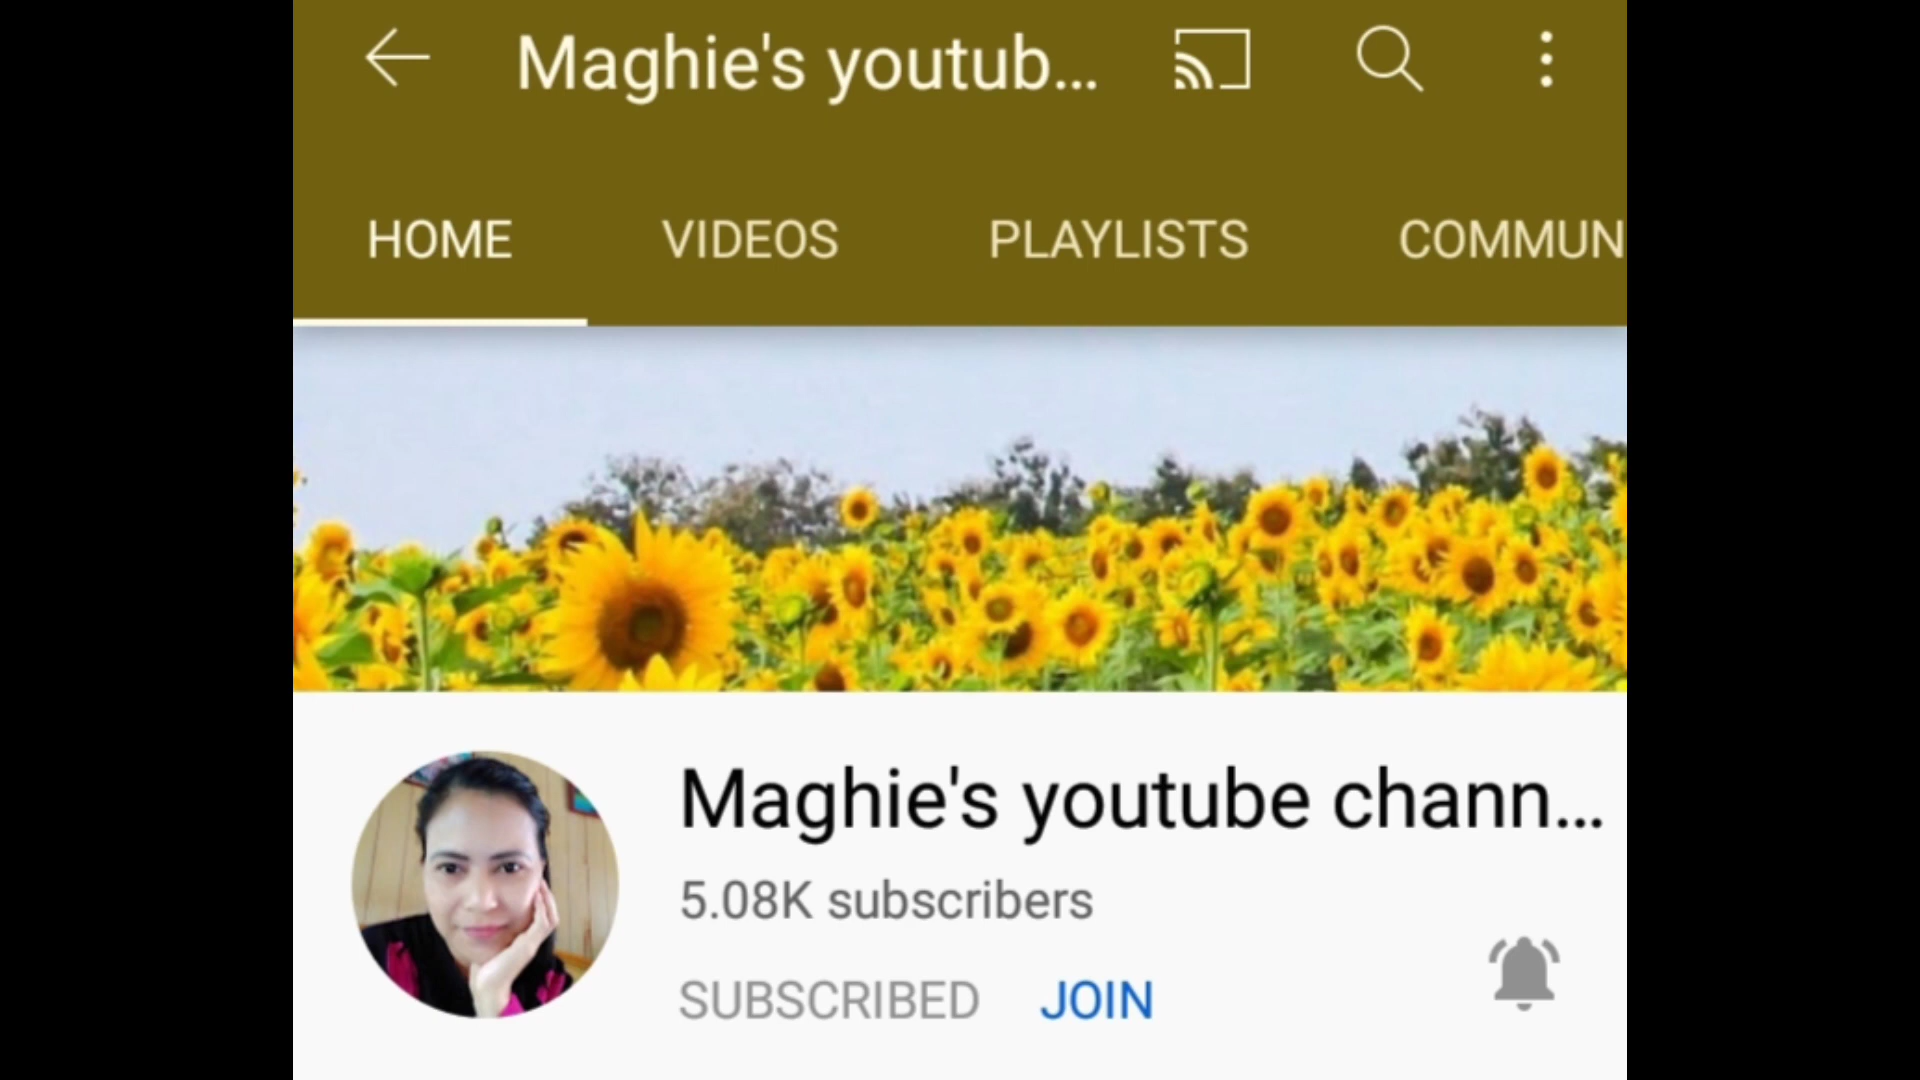 Maghie's youtub...
HOME VIDEOS PLAYLISTS COMMUN
Maghie's youtube chann...
5.08K subscribers
SUBSCRIBED JOIN